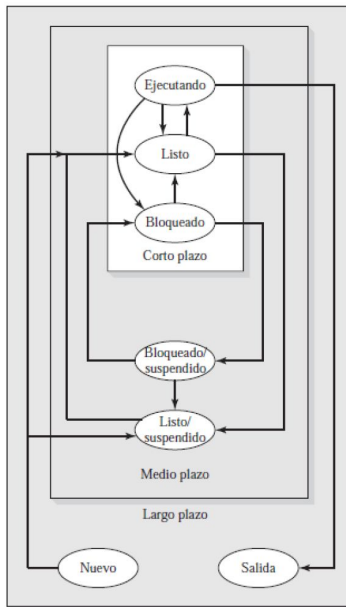 Ejecutando
Listo
Bloqueado
Corto plazo
Bloqueado/
suspendido
Listo/
suspendido
Medio plazo
Largo plazo
Nuevo
Salida